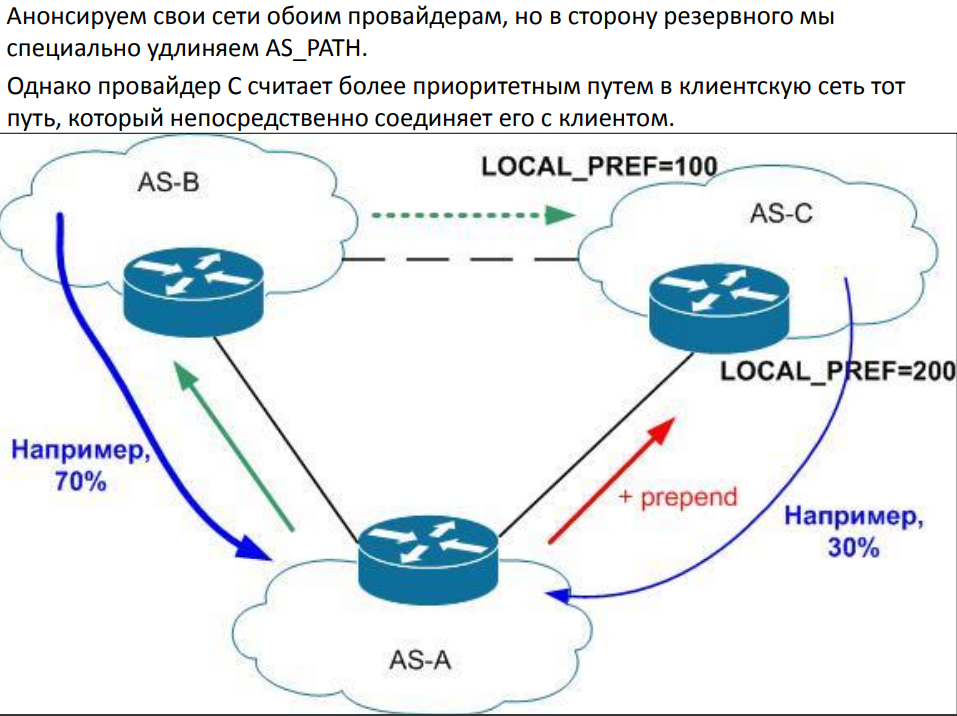 Анонсируем свои сети обоим провайдерам, но в сторону резервного мы
специально удлиняем AS_PATH.
Однако провайдер С считает более приоритетным путем в клиентскую сеть тот
путь, который непосредственно соединяет его с клиентом.
LOCAL_PREF=100
AS-B
AS-C
LOCAL_PREF=200
Например,
70%
+ prepend
Например,
30%
AS-A